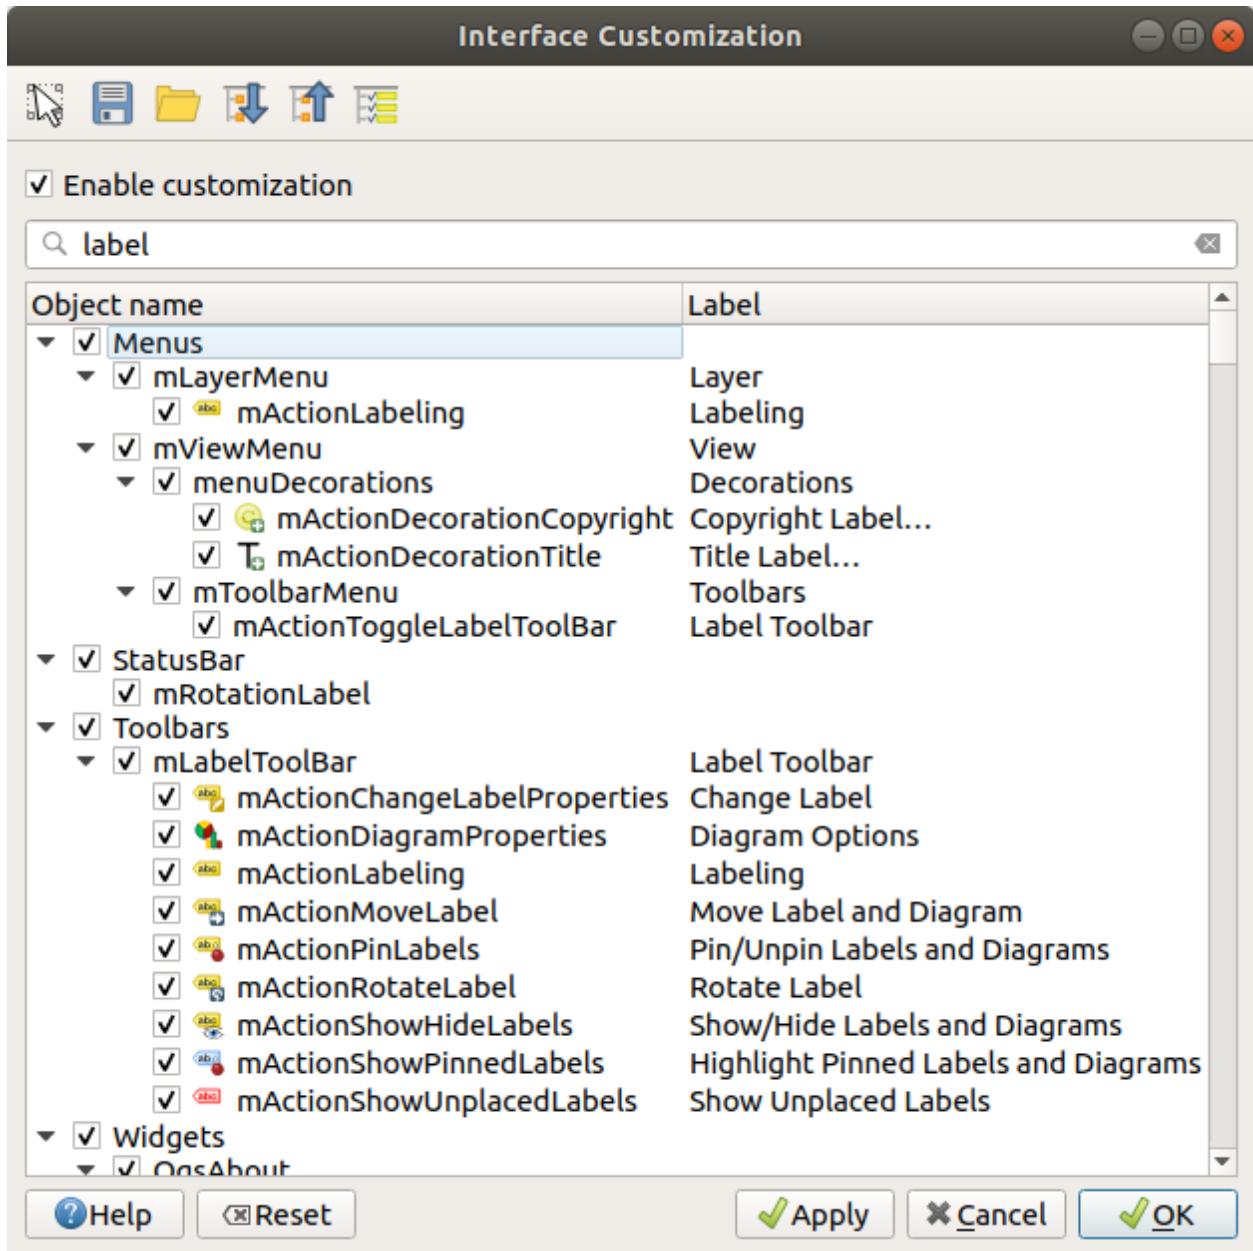 Interface Customization
Enable customization
label
Object name Label
Menus
mLayerMenu Layer
mActionLabeling Labeling
mViewMenu View
menuDecorations Decorations
mActionDecorationCopyright Copyright Label...
mActionDecorationTitle Title Label...
mToolbarMenu Toolbars
mActionToggleLabelToolBar Label Toolbar
StatusBar
mRotationLabel
Toolbars
mLabelToolBar Label Toolbar
mActionChangeLabelProperties Change Label
mActionDiagramProperties Diagram Options
mActionLabeling Labeling
mActionMoveLabel Move Label and Diagram
mActionPinLabels Pin/Unpin Labels and Diagrams
mActionRotateLabel Rotate Label
mActionShowHideLabels Show/Hide Labels and Diagrams
mActionShowPinnedLabels Highlight Pinned Labels and Diagrams
mActionShowUnplacedLabels Show Unplaced Labels
Widgets
QgsAbout
Help Reset Apply Cancel OK